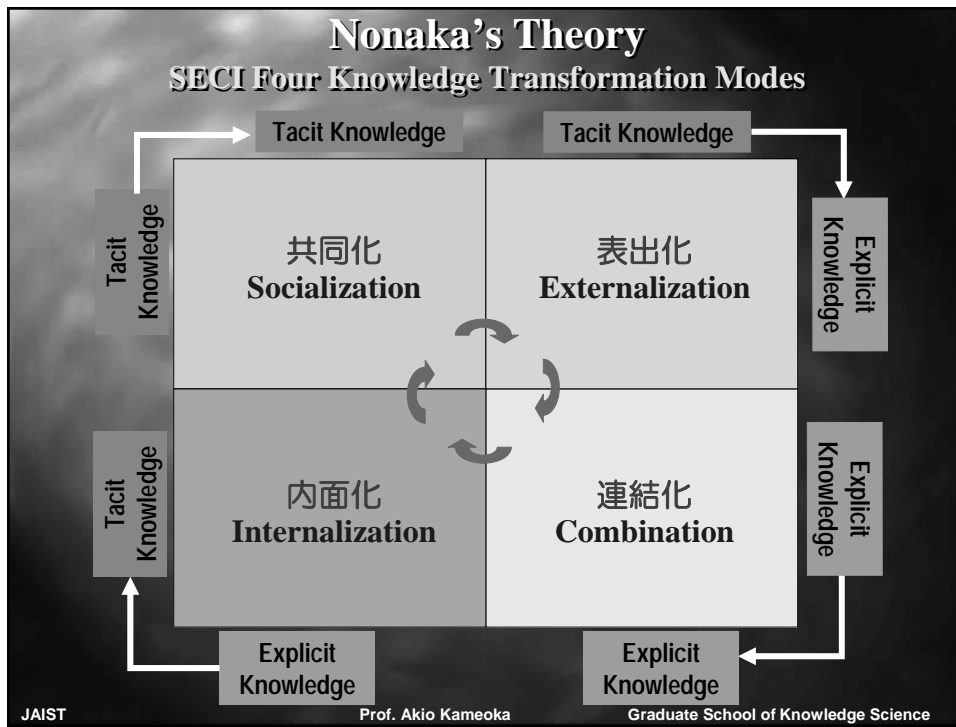 Nonaka's Theory
SECI Four Knowledge Transformation Modes
Tacit Knowledge
Tacit Knowledge
Tacit
Knowledge
Explicit
Knowledge
共同化
Socialization
表出化
Externalization
内面化
Internalization
連結化
Combination
Tacit
Knowledge
Explicit
Knowledge
Explicit
Knowledge
Explicit
Knowledge
JAIST
Prof. Akio Kameoka
Graduate School of Knowledge Science